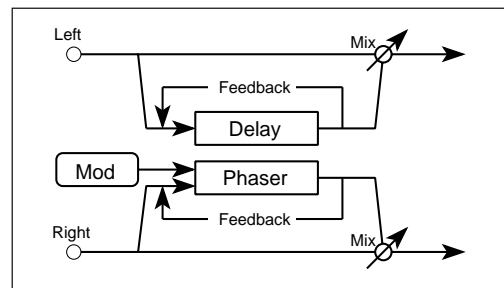 Left
Mix
Feedback
Delay
Mod
Phaser
Feedback
Right
Mix